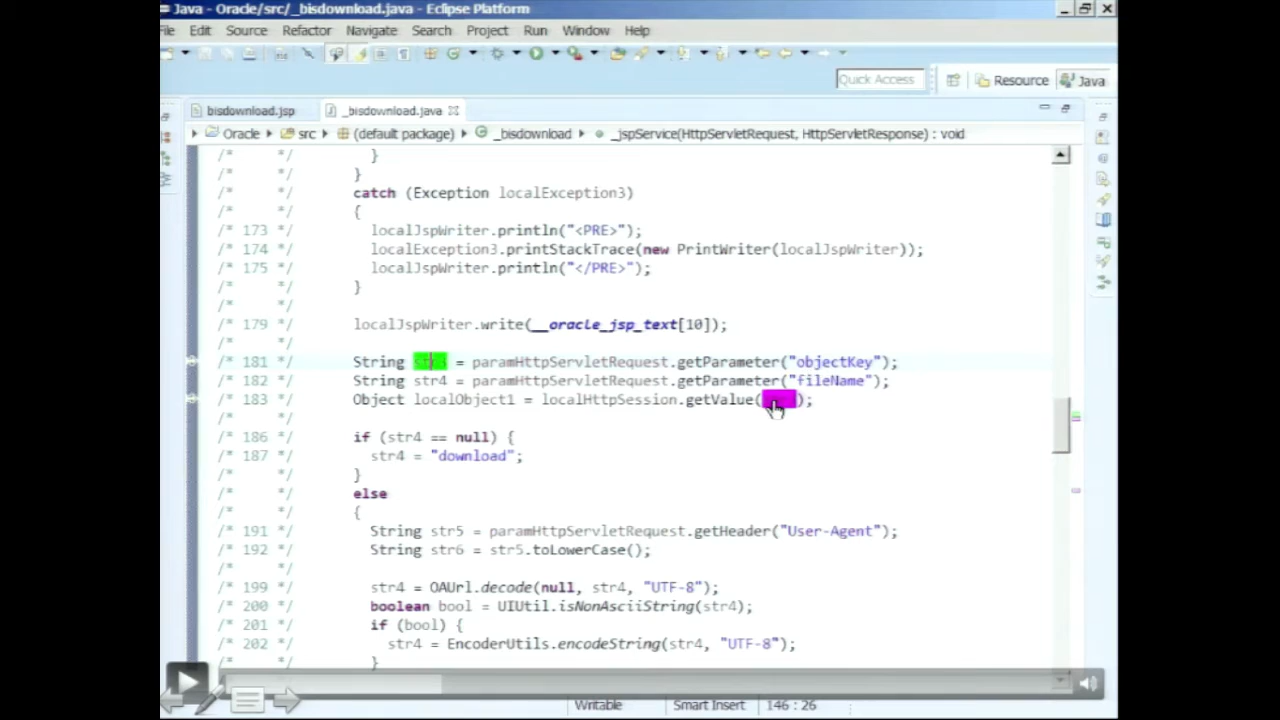 Java - Oracle/src/_bisdownload.java - Eclipse Platform
File Edit Source Refactor Navigate Search Project Run Window Help
Quick Access Resource Java
bisdownload.jsp _bisdownload.java
Oracle src (default package) _bisdownload _jspService(HttpServletRequest, HttpServletResponse) : void
/* */ }
/* */ }
/* */ catch (Exception localException3)
/* */ {
/* 173 */ localJspWriter.println("<PRE>");
/* 174 */ localException3.printStackTrace(new PrintWriter(localJspWriter));
/* 175 */ localJspWriter.println("</PRE>");
/* */ }
/* */
/* 179 */ localJspWriter.write(__oracle_jsp_text[10]);
/* */
/* 181 */ String str3 = paramHttpServletRequest.getParameter("objectKey");
/* 182 */ String str4 = paramHttpServletRequest.getParameter("fileName");
/* 183 */ Object localObject1 = localHttpSession.getValue( );
/* */
/* 186 */ if (str4 == null) {
/* 187 */ str4 = "download";
/* */ }
/* */ else
/* */ {
/* 191 */ String str5 = paramHttpServletRequest.getHeader("User-Agent");
/* 192 */ String str6 = str5.toLowerCase();
/* */
/* 199 */ str4 = OAUrl.decode(null, str4, "UTF-8");
/* 200 */ boolean bool = UIUtil.isNonAsciiString(str4);
/* 201 */ if (bool) {
/* 202 */ str4 = EncoderUtils.encodeString(str4, "UTF-8");
/* */ }
Writable Smart Insert 146 : 26